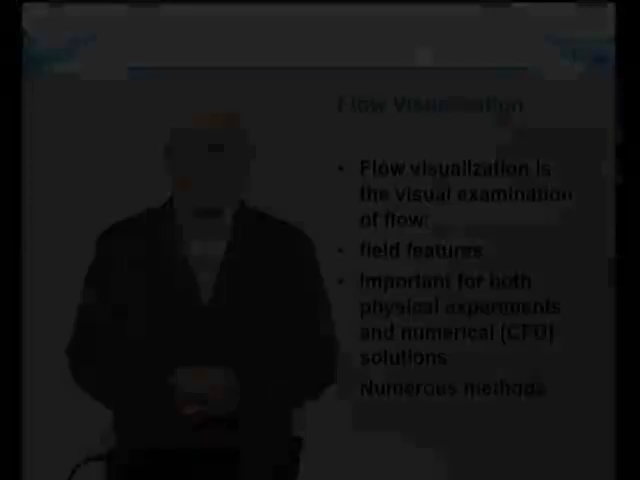 Flow Visualization
• Flow visualization is
the visual examination
of flow:
• field features
• Important for both
physical experiments
and numerical (CFD)
solutions
Numerous methods